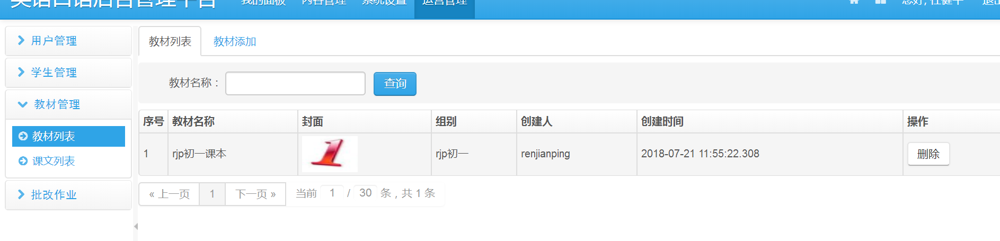 英语口语后台管理平台 我的面板 内容管理 系统设置 运营管理 您好, 任健平
用户管理
学生管理
教材管理
教材列表
课文列表
批改作业
教材列表 教材添加
教材名称： 查询
序号 教材名称 封面 组别 创建人 创建时间 操作
1 rjp初一课本 1 rjp初一 renjianping 2018-07-21 11:55:22.308 删除
« 上一页 1 下一页 » 当前 1 / 30 条，共 1 条